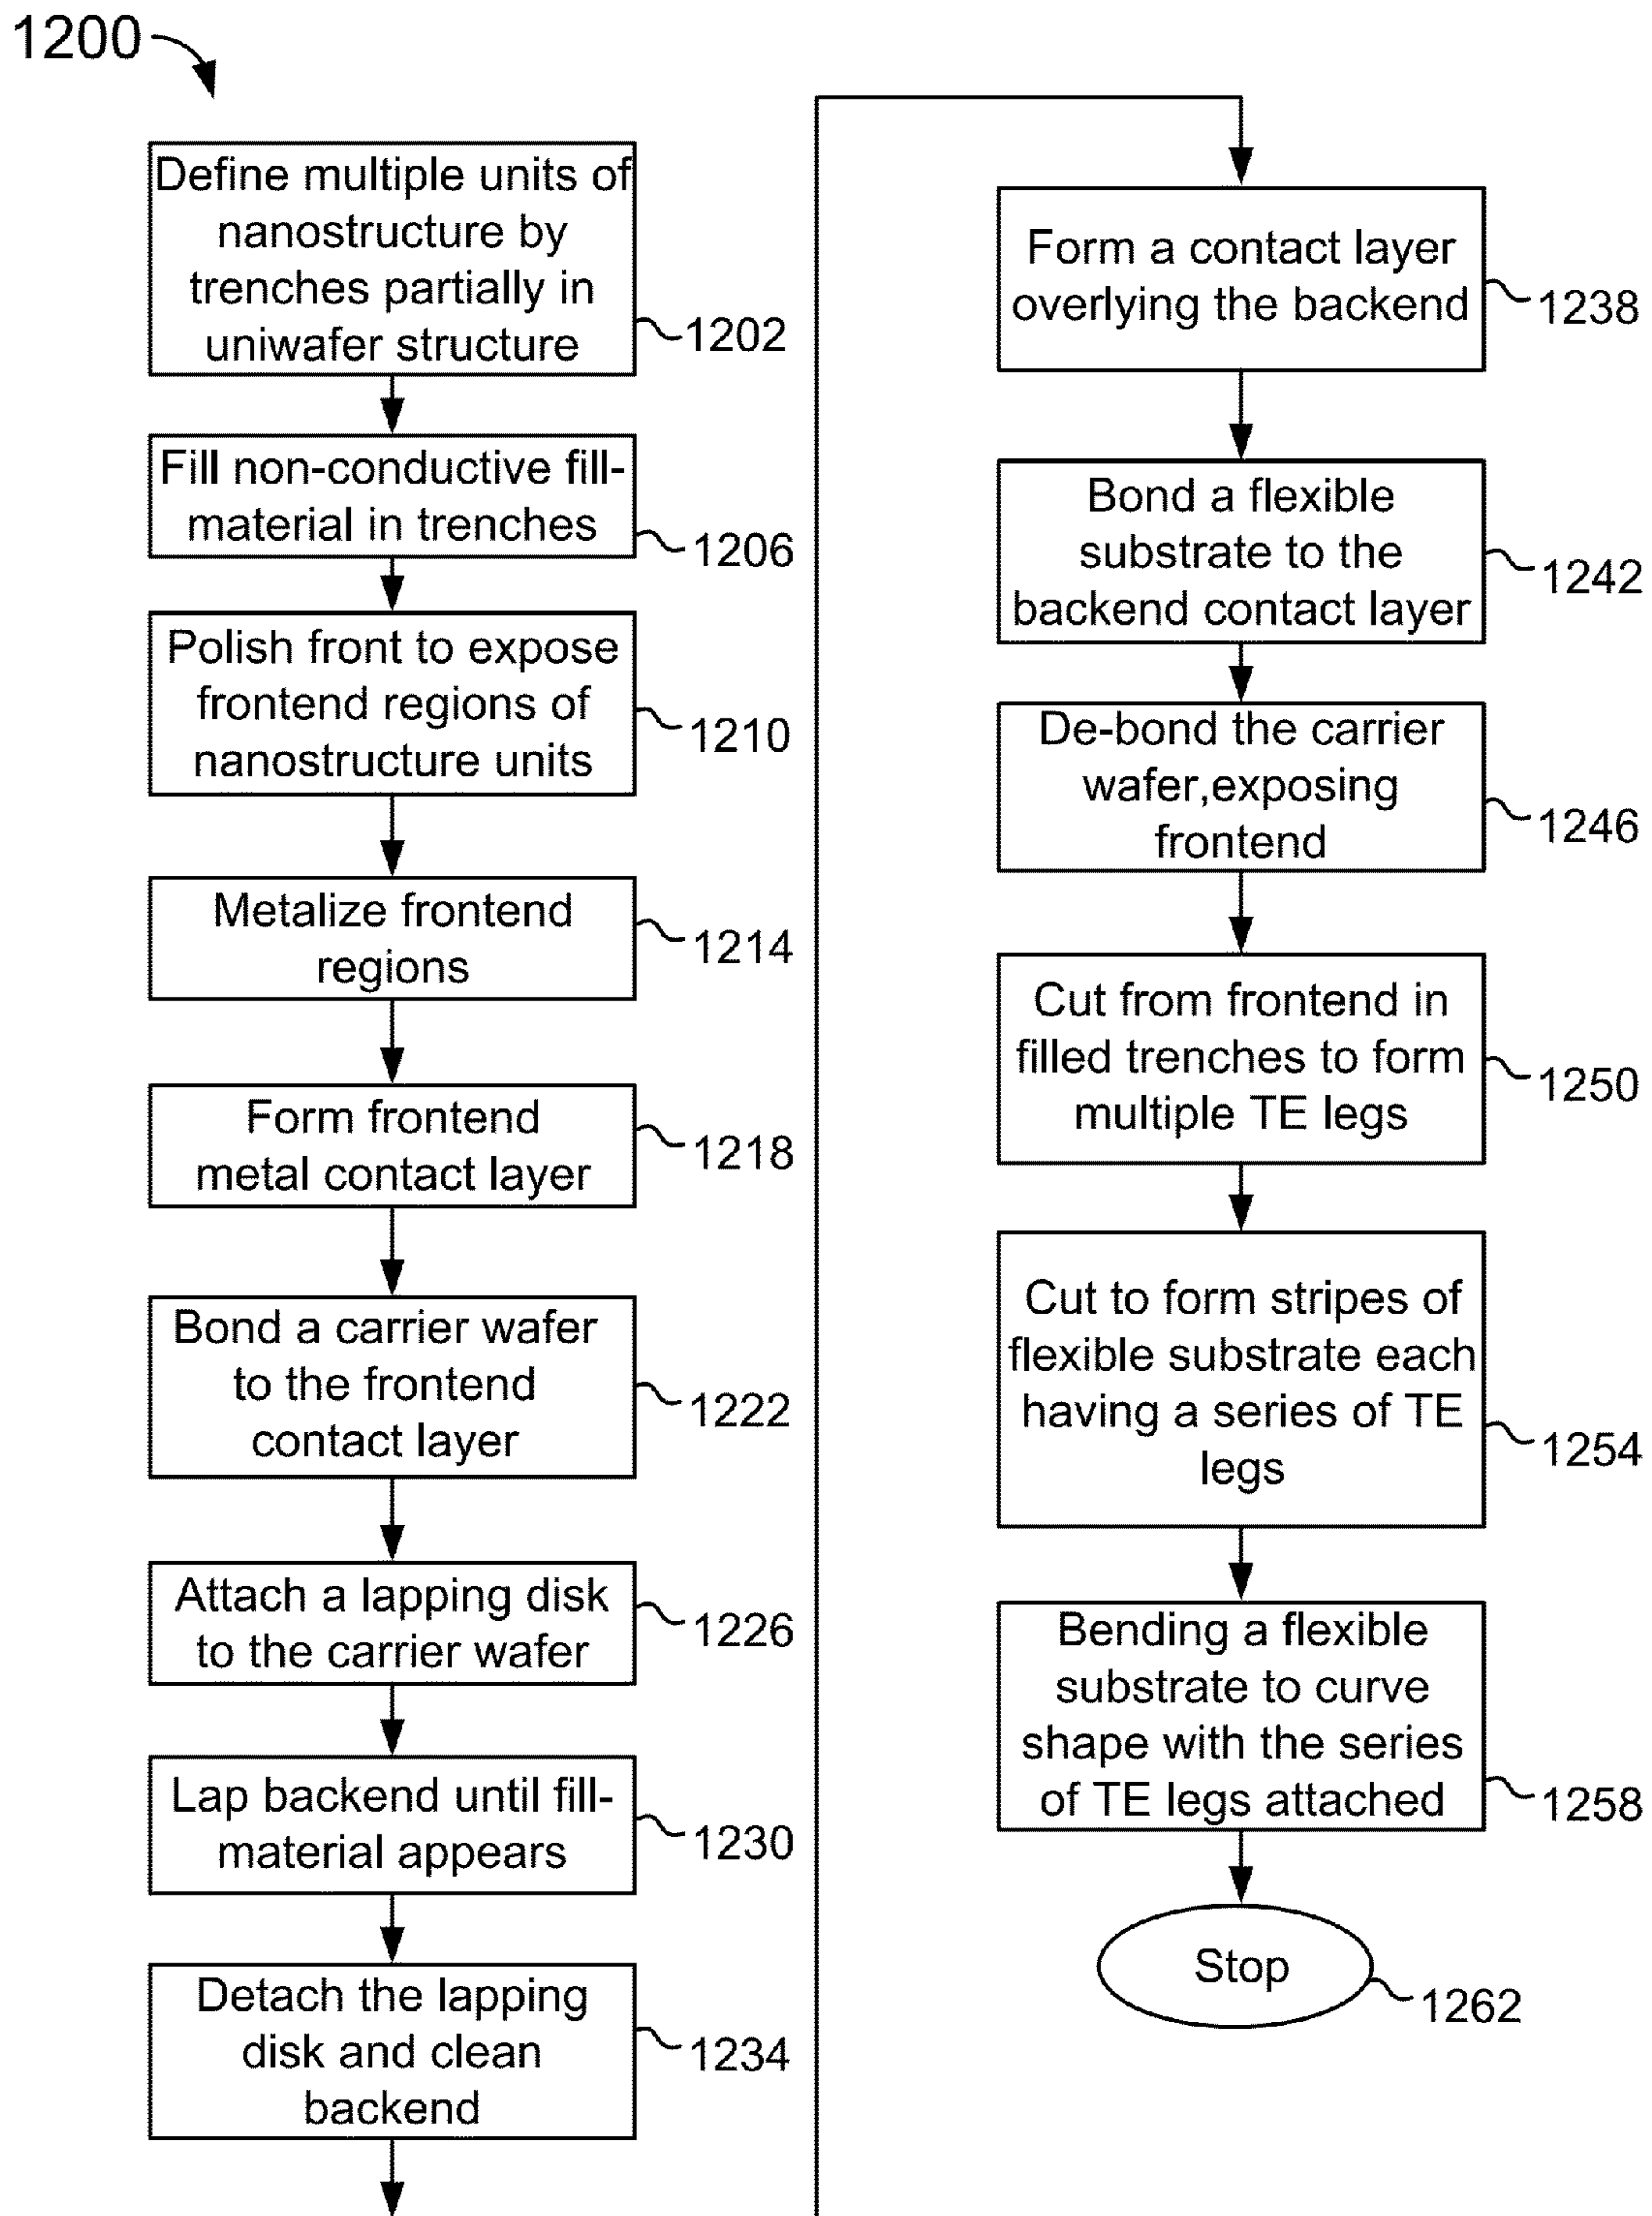 1200
Define multiple units of
nanostructure by
trenches partially in
uniwafer structure
1202
Fill non-conductive fill-
material in trenches
1206
Polish front to expose
frontend regions of
nanostructure units
1210
Metalize frontend
regions
1214
Form frontend
metal contact layer
1218
Bond a carrier wafer
to the frontend
contact layer
1222
Attach a lapping disk
to the carrier wafer
1226
Lap backend until fill-
material appears
1230
Detach the lapping
disk and clean
backend
1234
Form a contact layer
overlying the backend
1238
Bond a flexible
substrate to the
backend contact layer
1242
De-bond the carrier
wafer,exposing
frontend
1246
Cut from frontend in
filled trenches to form
multiple TE legs
1250
Cut to form stripes of
flexible substrate each
having a series of TE
legs
1254
Bending a flexible
substrate to curve
shape with the series
of TE legs attached
1258
Stop
1262